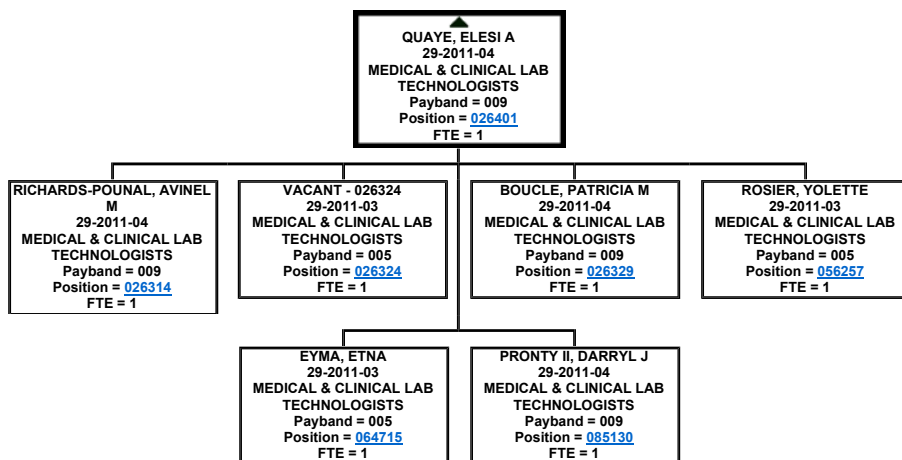 QUAYE, ELESI A
29-2011-04
MEDICAL & CLINICAL LAB
TECHNOLOGISTS
Payband = 009
Position = 026401
FTE = 1
RICHARDS-POUNAL, AVINEL
M
29-2011-04
MEDICAL & CLINICAL LAB
TECHNOLOGISTS
Payband = 009
Position = 026314
FTE = 1
VACANT - 026324
29-2011-03
MEDICAL & CLINICAL LAB
TECHNOLOGISTS
Payband = 005
Position = 026324
FTE = 1
BOUCLE, PATRICIA M
29-2011-04
MEDICAL & CLINICAL LAB
TECHNOLOGISTS
Payband = 009
Position = 026329
FTE = 1
ROSIER, YOLETTE
29-2011-03
MEDICAL & CLINICAL LAB
TECHNOLOGISTS
Payband = 005
Position = 056257
FTE = 1
EYMA, ETNA
29-2011-03
MEDICAL & CLINICAL LAB
TECHNOLOGISTS
Payband = 005
Position = 064715
FTE = 1
PRONTY II, DARRYL J
29-2011-04
MEDICAL & CLINICAL LAB
TECHNOLOGISTS
Payband = 009
Position = 085130
FTE = 1